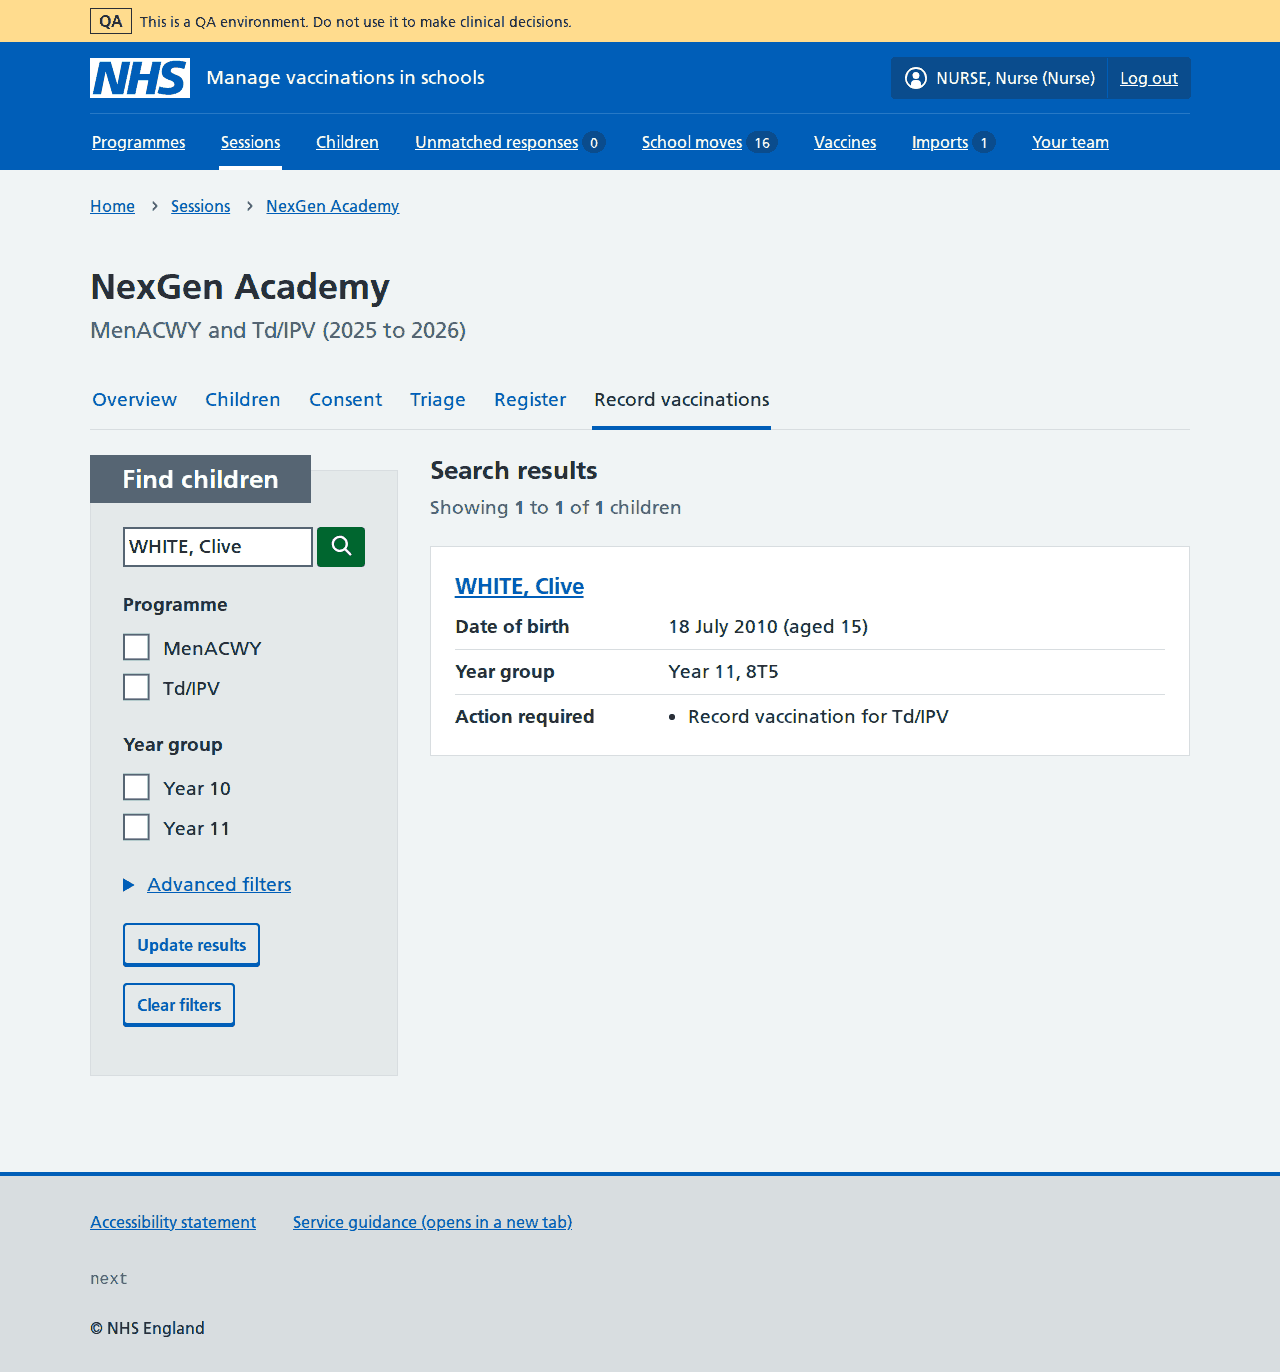 QA This is a QA environment. Do not use it to make clinical decisions.
NHS Manage vaccinations in schools NURSE, Nurse (Nurse) Log out
Programmes Sessions Children Unmatched responses 0 School moves 16 Vaccines Imports 1 Your team
Home Sessions NexGen Academy
NexGen Academy
MenACWY and Td/IPV (2025 to 2026)
Overview Children Consent Triage Register Record vaccinations
Find children
WHITE, Clive
Programme
MenACWY
Td/IPV
Year group
Year 10
Year 11
Advanced filters
Update results
Clear filters
Search results
Showing 1 to 1 of 1 children
WHITE, Clive
Date of birth 18 July 2010 (aged 15)
Year group Year 11, 8T5
Action required • Record vaccination for Td/IPV
Accessibility statement Service guidance (opens in a new tab)
next
© NHS England